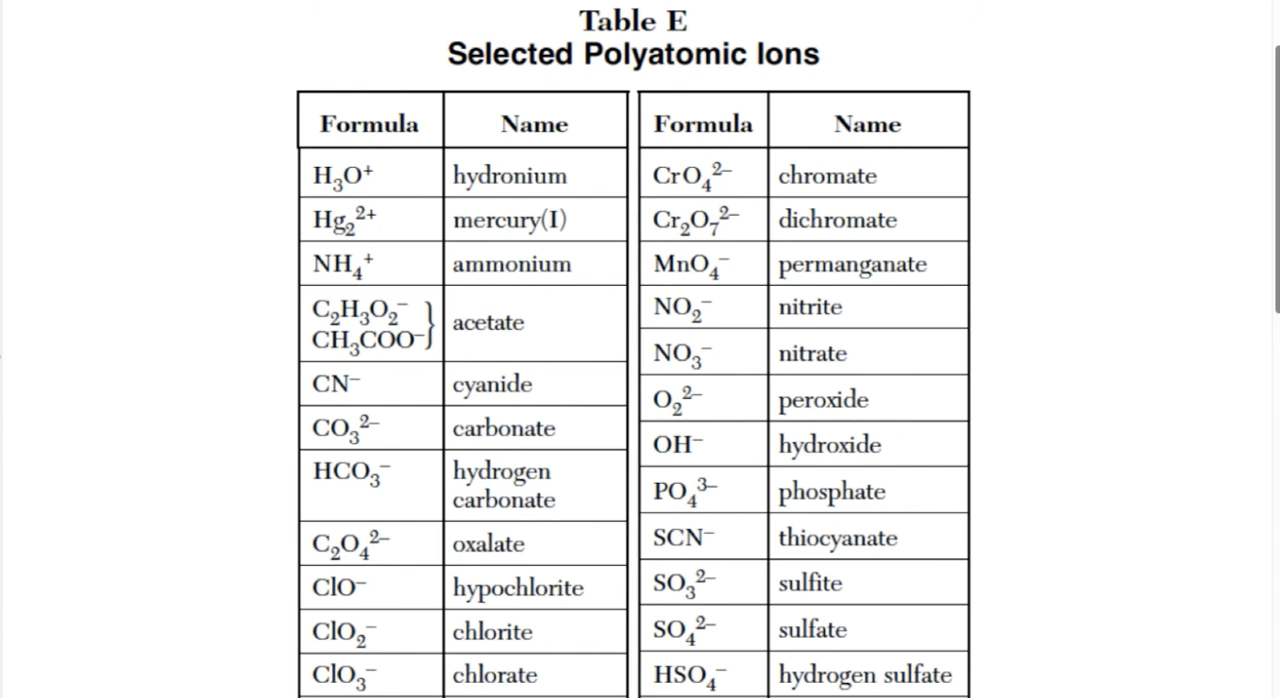 Table E
Selected Polyatomic Ions
Formula Name Formula Name
H₃O⁺ hydronium CrO₄²⁻ chromate
Hg₂²⁺ mercury(I) Cr₂O₇²⁻ dichromate
NH₄⁺ ammonium MnO₄⁻ permanganate
C₂H₃O₂⁻ NO₂⁻ nitrite
CH₃COO⁻} acetate NO₃⁻ nitrate
CN⁻ cyanide O₂²⁻ peroxide
CO₃²⁻ carbonate OH⁻ hydroxide
HCO₃⁻ hydrogen PO₄³⁻ phosphate
carbonate
C₂O₄²⁻ oxalate SCN⁻ thiocyanate
ClO⁻ hypochlorite SO₃²⁻ sulfite
ClO₂⁻ chlorite SO₄²⁻ sulfate
ClO₃⁻ chlorate HSO₄⁻ hydrogen sulfate